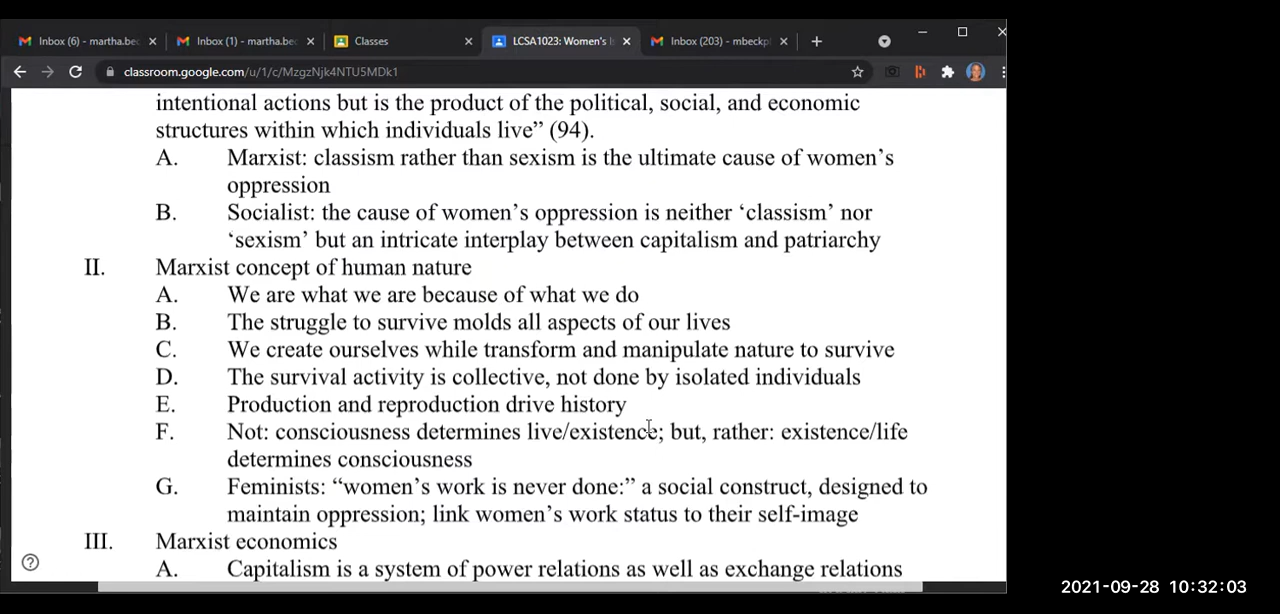 Inbox (6) - martha.bec
Inbox (1) - martha.bec
Classes
LCSA1023: Women's Is
Inbox (203) - mbeckp
classroom.google.com/u/1/c/MzgzNjk4NTU5MDk1
intentional actions but is the product of the political, social, and economic
structures within which individuals live” (94).
A. Marxist: classism rather than sexism is the ultimate cause of women’s
oppression
B. Socialist: the cause of women’s oppression is neither ‘classism’ nor
‘sexism’ but an intricate interplay between capitalism and patriarchy
II. Marxist concept of human nature
A. We are what we are because of what we do
B. The struggle to survive molds all aspects of our lives
C. We create ourselves while transform and manipulate nature to survive
D. The survival activity is collective, not done by isolated individuals
E. Production and reproduction drive history
F. Not: consciousness determines live/existence; but, rather: existence/life
determines consciousness
G. Feminists: “women’s work is never done:” a social construct, designed to
maintain oppression; link women’s work status to their self-image
III. Marxist economics
A. Capitalism is a system of power relations as well as exchange relations
2021-09-28 10:32:03